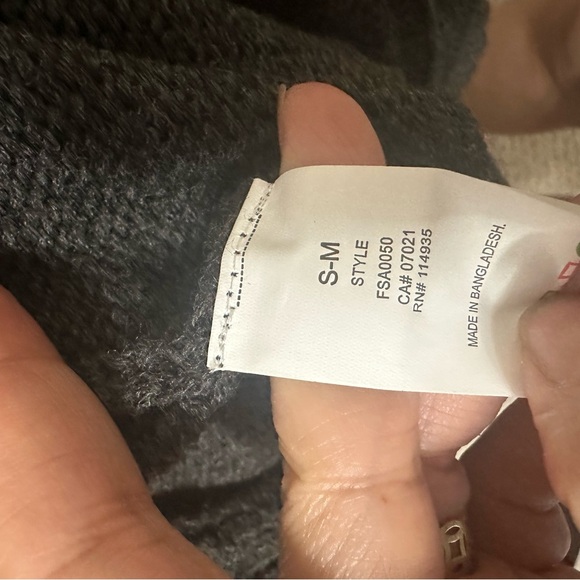 S-M
STYLE
FSA0050
CA# 07021
RN# 114935
MADE IN BANGLADESH.